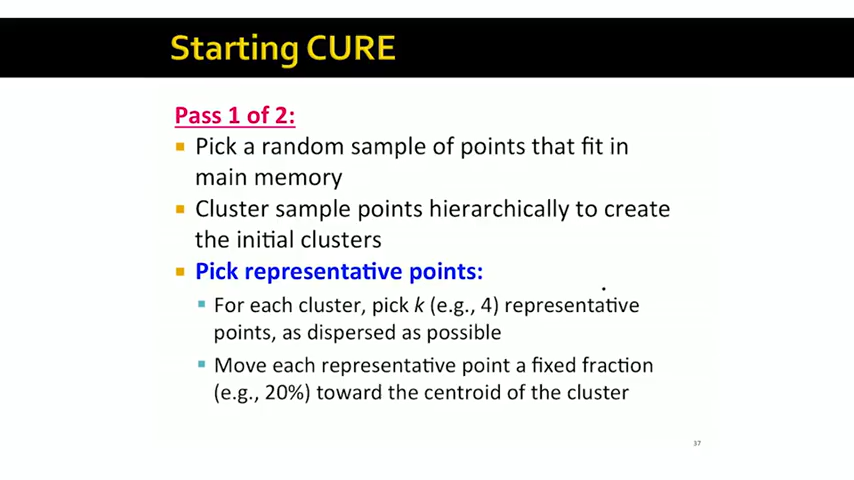 Starting CURE
Pass 1 of 2:
Pick a random sample of points that fit in
main memory
Cluster sample points hierarchically to create
the initial clusters
Pick representative points:
For each cluster, pick k (e.g., 4) representative
points, as dispersed as possible
Move each representative point a fixed fraction
(e.g., 20%) toward the centroid of the cluster
37